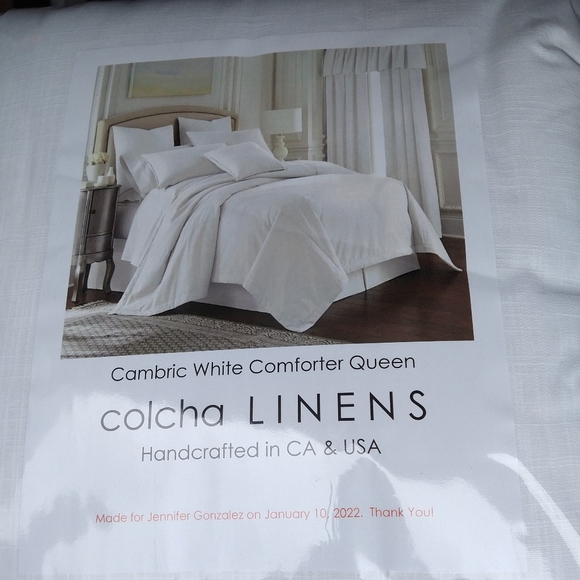 Cambric White Comforter Queen
colcha LINENS
Handcrafted in CA & USA
Made for Jennifer Gonzalez on January 10, 2022. Thank You!